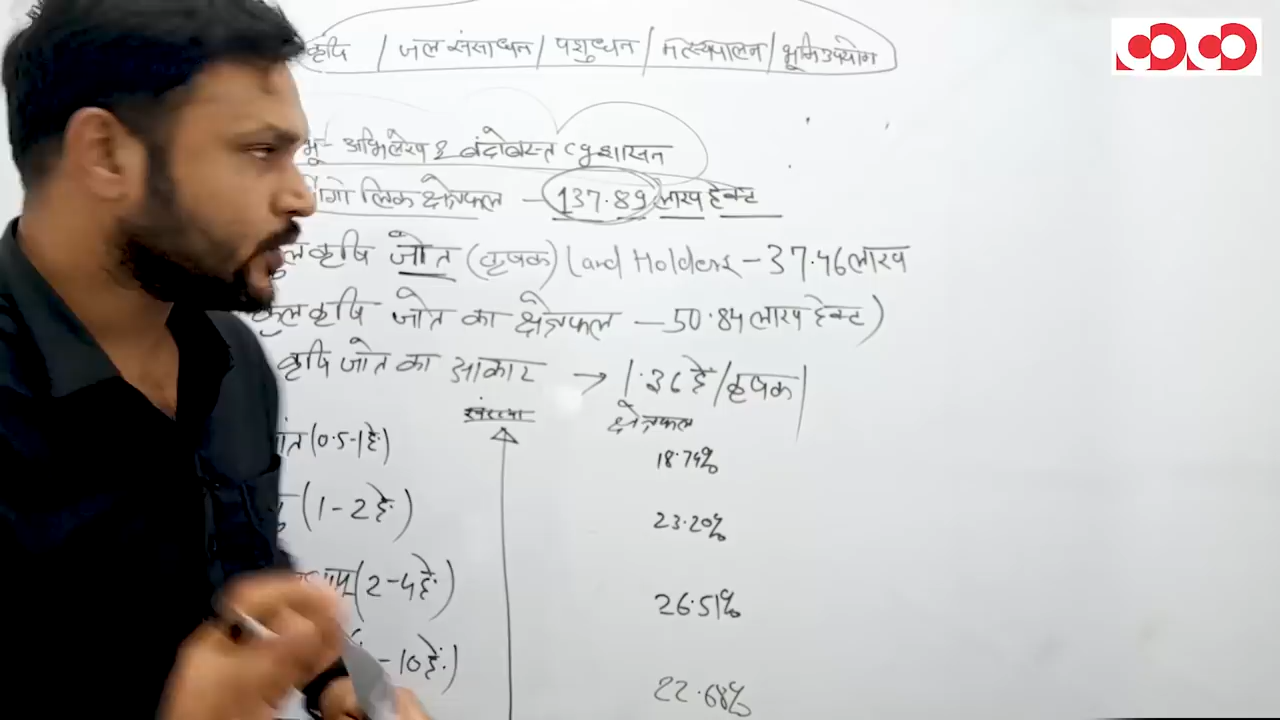 कृषि / जल संसाधन / पशुधन / मत्स्यपालन / भूमि उपयोग
भू- अभिलेख & बंदोबस्त c g शासन
क्षेत्रफल — 137.89 लाख हेक्ट
कृषि जोत (कृषक) Land Holders - 37.46 लाख
कुल कृषि जोत का क्षेत्रफल — 50.84 लाख हेक्ट)
कृषि जोत का आकार → 1.36 हे/कृषक
संख्या क्षेत्रफल
(0.5-1हे.) 18.74%
(1-2हे.) 23.20%
(2-4हे.) 26.51%
-10हे.) 22.68%